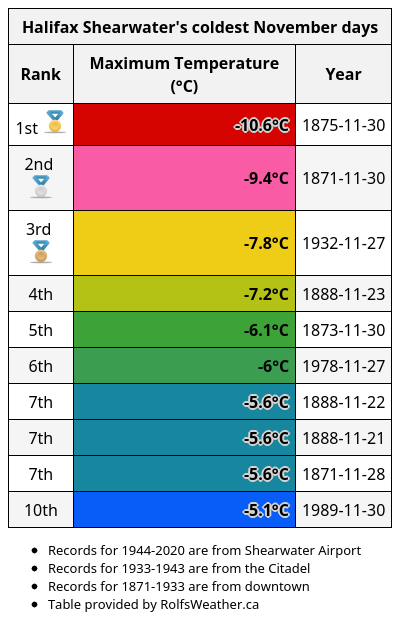 Halifax Shearwater's coldest November days
Rank Maximum Temperature (°C) Year
1st -10.6°C 1875-11-30
2nd -9.4°C 1871-11-30
3rd -7.8°C 1932-11-27
4th -7.2°C 1888-11-23
5th -6.1°C 1873-11-30
6th -6°C 1978-11-27
7th -5.6°C 1888-11-22
7th -5.6°C 1888-11-21
7th -5.6°C 1871-11-28
10th -5.1°C 1989-11-30
• Records for 1944-2020 are from Shearwater Airport
• Records for 1933-1943 are from the Citadel
• Records for 1871-1933 are from downtown
• Table provided by RolfsWeather.ca